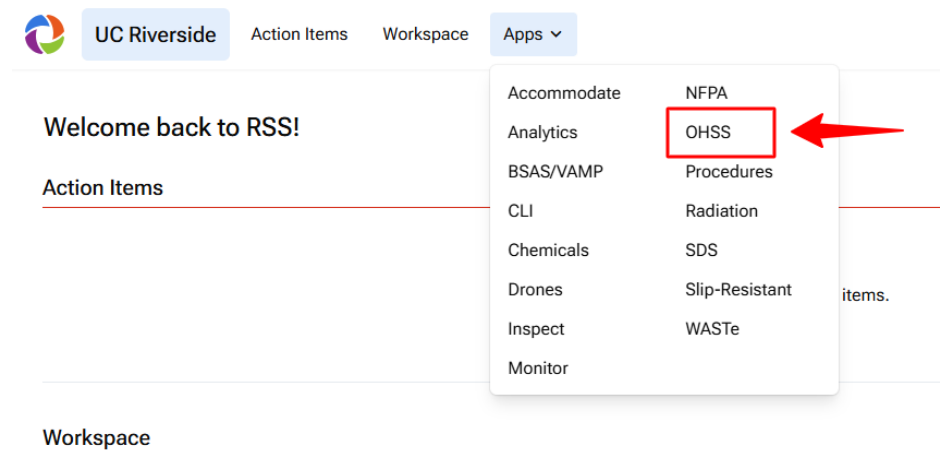 UC Riverside Action Items Workspace Apps
Welcome back to RSS!
Action Items
Accommodate NFPA
Analytics OHSS
BSAS/VAMP Procedures
CLI Radiation
Chemicals SDS
Drones Slip-Resistant
items.
Inspect WASTe
Monitor
Workspace